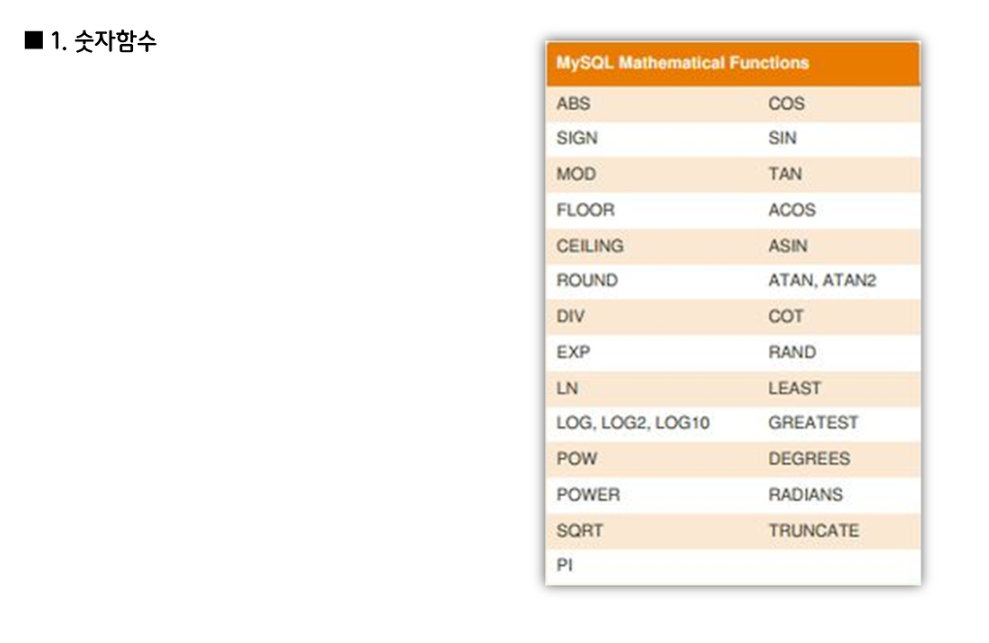 ■ 1. 숫자함수
MySQL Mathematical Functions
ABS COS
SIGN SIN
MOD TAN
FLOOR ACOS
CEILING ASIN
ROUND ATAN, ATAN2
DIV COT
EXP RAND
LN LEAST
LOG, LOG2, LOG10 GREATEST
POW DEGREES
POWER RADIANS
SQRT TRUNCATE
PI